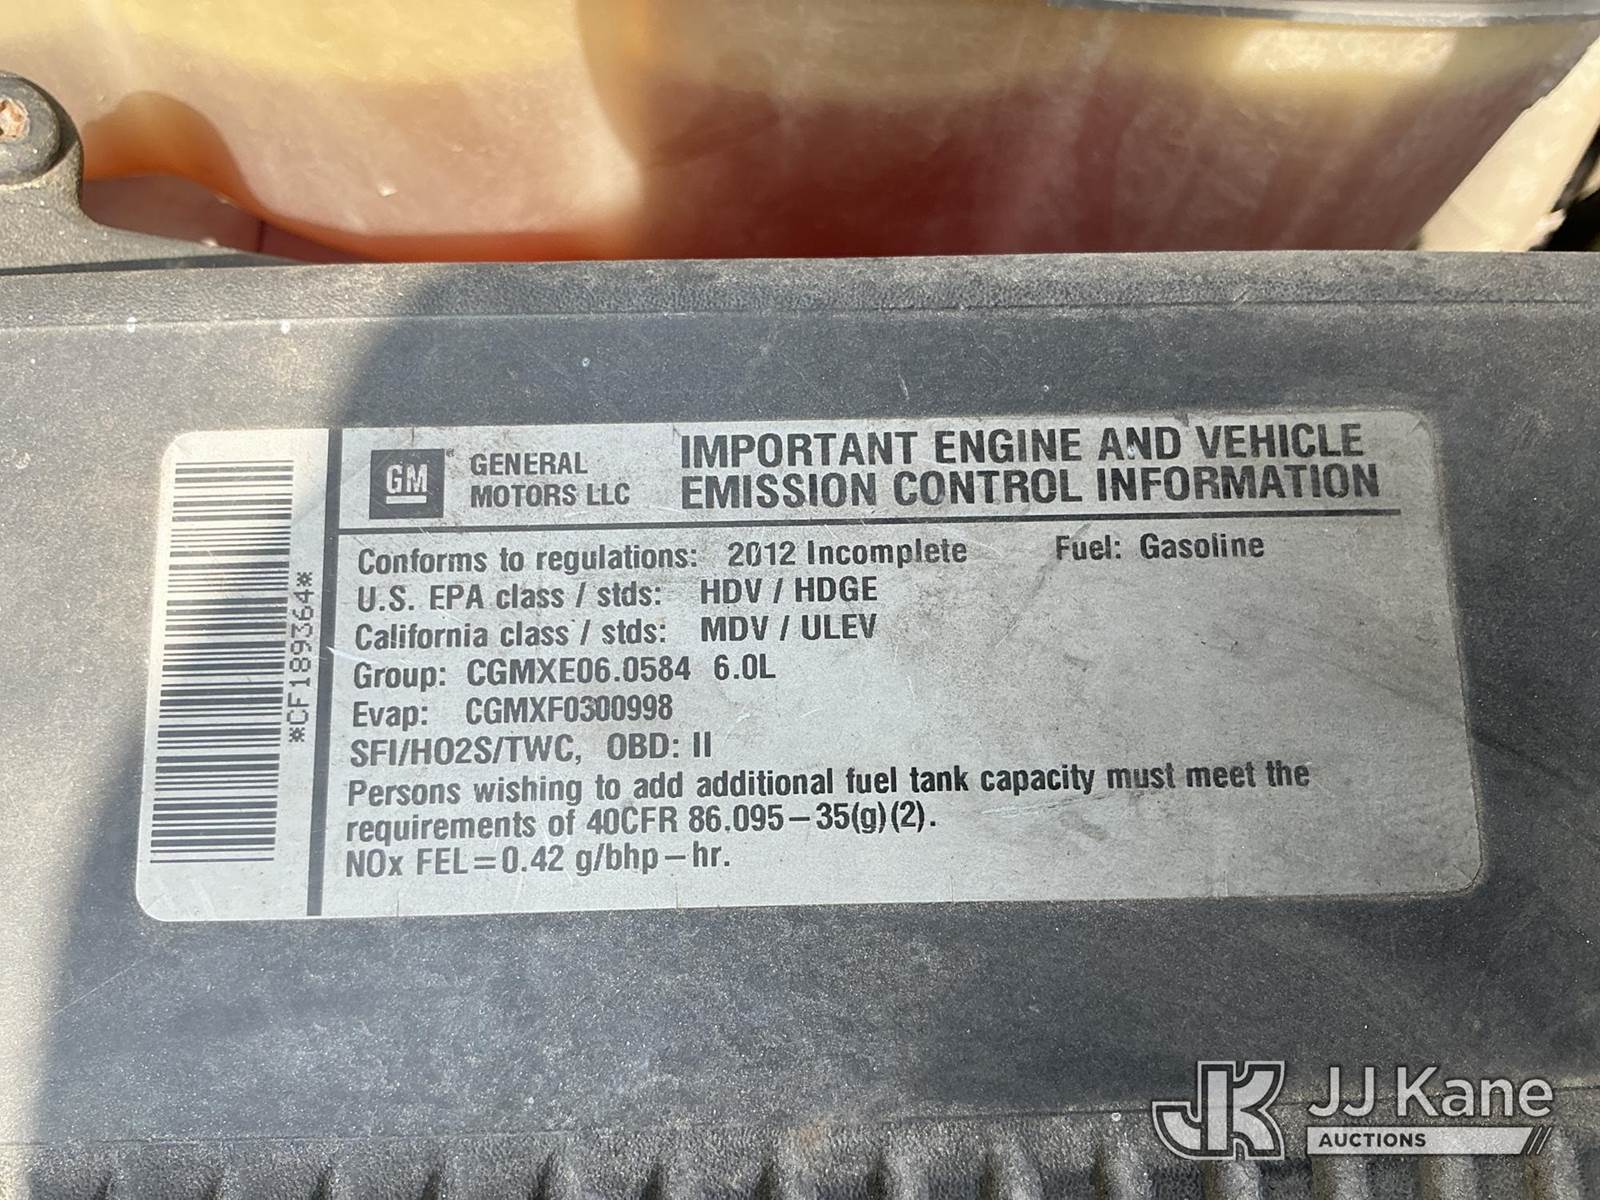 *CF189364*
GM
GENERAL
MOTORS LLC
IMPORTANT ENGINE AND VEHICLE
EMISSION CONTROL INFORMATION
Conforms to regulations: 2012 Incomplete Fuel: Gasoline
U.S. EPA class / stds: HDV / HDGE
California class / stds: MDV / ULEV
Group: CGMXE06.0584 6.0L
Evap: CGMXF0300998
SFI/HO2S/TWC, OBD: II
Persons wishing to add additional fuel tank capacity must meet the
requirements of 40CFR 86.095–35(g)(2).
NOx FEL=0.42 g/bhp–hr.
JK JJ Kane
AUCTIONS